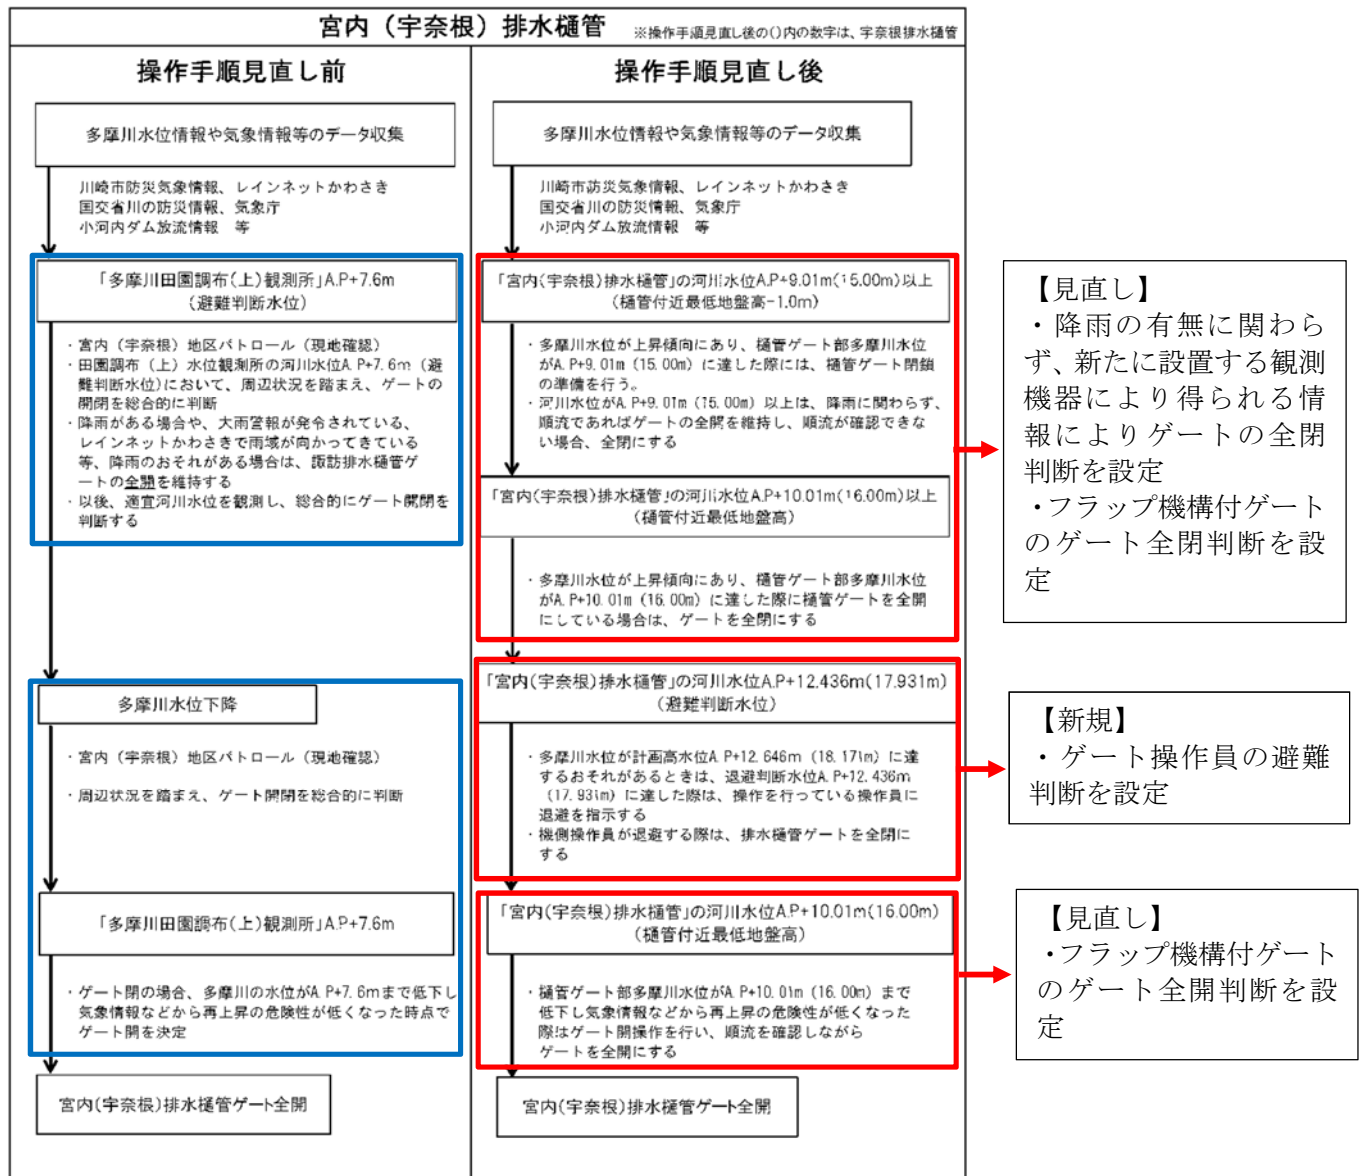 宮内（宇奈根）排水樋管
※操作手順見直し後の()内の数字は、宇奈根排水樋管
操作手順見直し前
多摩川水位情報や気象情報等のデータ収集
川崎市防災気象情報、レインネットかわさき
国交省川の防災情報、気象庁
小河内ダム放流情報　等
「多摩川田園調布(上)観測所」A.P+7.6m
(避難判断水位)
・宮内（宇奈根）地区パトロール（現地確認）
・田園調布（上）水位観測所の河川水位A.P+7.6m（避
難判断水位)において、周辺状況を踏まえ、ゲートの
開閉を総合的に判断
・降雨がある場合や、大雨警報が発令されている、
レインネットかわさきで雨域が向かってきている
等、降雨のおそれがある場合は、諏訪排水樋管ゲ
ートの全開を維持する
・以後、適宜河川水位を観測し、総合的にゲート開閉を
判断する
多摩川水位下降
・宮内（宇奈根）地区パトロール（現地確認）
・周辺状況を踏まえ、ゲート開閉を総合的に判断
「多摩川田園調布(上)観測所」A.P+7.6m
・ゲート閉の場合、多摩川の水位がA.P+7.6mまで低下し
気象情報などから再上昇の危険性が低くなった時点で
ゲート開を決定
宮内(宇奈根)排水樋管ゲート全開
操作手順見直し後
多摩川水位情報や気象情報等のデータ収集
川崎市防災気象情報、レインネットかわさき
国交省川の防災情報、気象庁
小河内ダム放流情報　等
「宮内(宇奈根)排水樋管」の河川水位A.P+9.01m(15.00m)以上
(樋管付近最低地盤高-1.0m)
・多摩川水位が上昇傾向にあり、樋管ゲート部多摩川水位
がA.P+9.01m（15.00m）に達した際には、樋管ゲート閉鎖
の準備を行う。
・河川水位がA.P+9.01m（15.00m）以上は、降雨に関わらず、
順流であればゲートの全開を維持し、順流が確認できな
い場合、全閉にする
「宮内(宇奈根)排水樋管」の河川水位A.P+10.01m(16.00m)以上
(樋管付近最低地盤高)
・多摩川水位が上昇傾向にあり、樋管ゲート部多摩川水位
がA.P+10.01m（16.00m）に達した際に樋管ゲートを全開
にしている場合は、ゲートを全閉にする
「宮内(宇奈根)排水樋管」の河川水位A.P+12.436m(17.931m)
(避難判断水位)
・多摩川水位が計画高水位A.P+12.646m（18.171m）に達
するおそれがあるときは、退避判断水位A.P+12.436m
（17.931m）に達した際は、操作を行っている操作員に
退避を指示する
・機側操作員が退避する際は、排水樋管ゲートを全閉に
する
「宮内(宇奈根)排水樋管」の河川水位A.P+10.01m(16.00m)
(樋管付近最低地盤高)
・樋管ゲート部多摩川水位がA.P+10.01m（16.00m）まで
低下し気象情報などから再上昇の危険性が低くなった
際はゲート開操作を行い、順流を確認しながら
ゲートを全開にする
宮内(宇奈根)排水樋管ゲート全開
【見直し】
・降雨の有無に関わら
ず、新たに設置する観測
機器により得られる情
報によりゲートの全閉
判断を設定
・フラップ機構付ゲート
のゲート全閉判断を設
定
【新規】
・ゲート操作員の避難
判断を設定
【見直し】
・フラップ機構付ゲート
のゲート全開判断を設
定